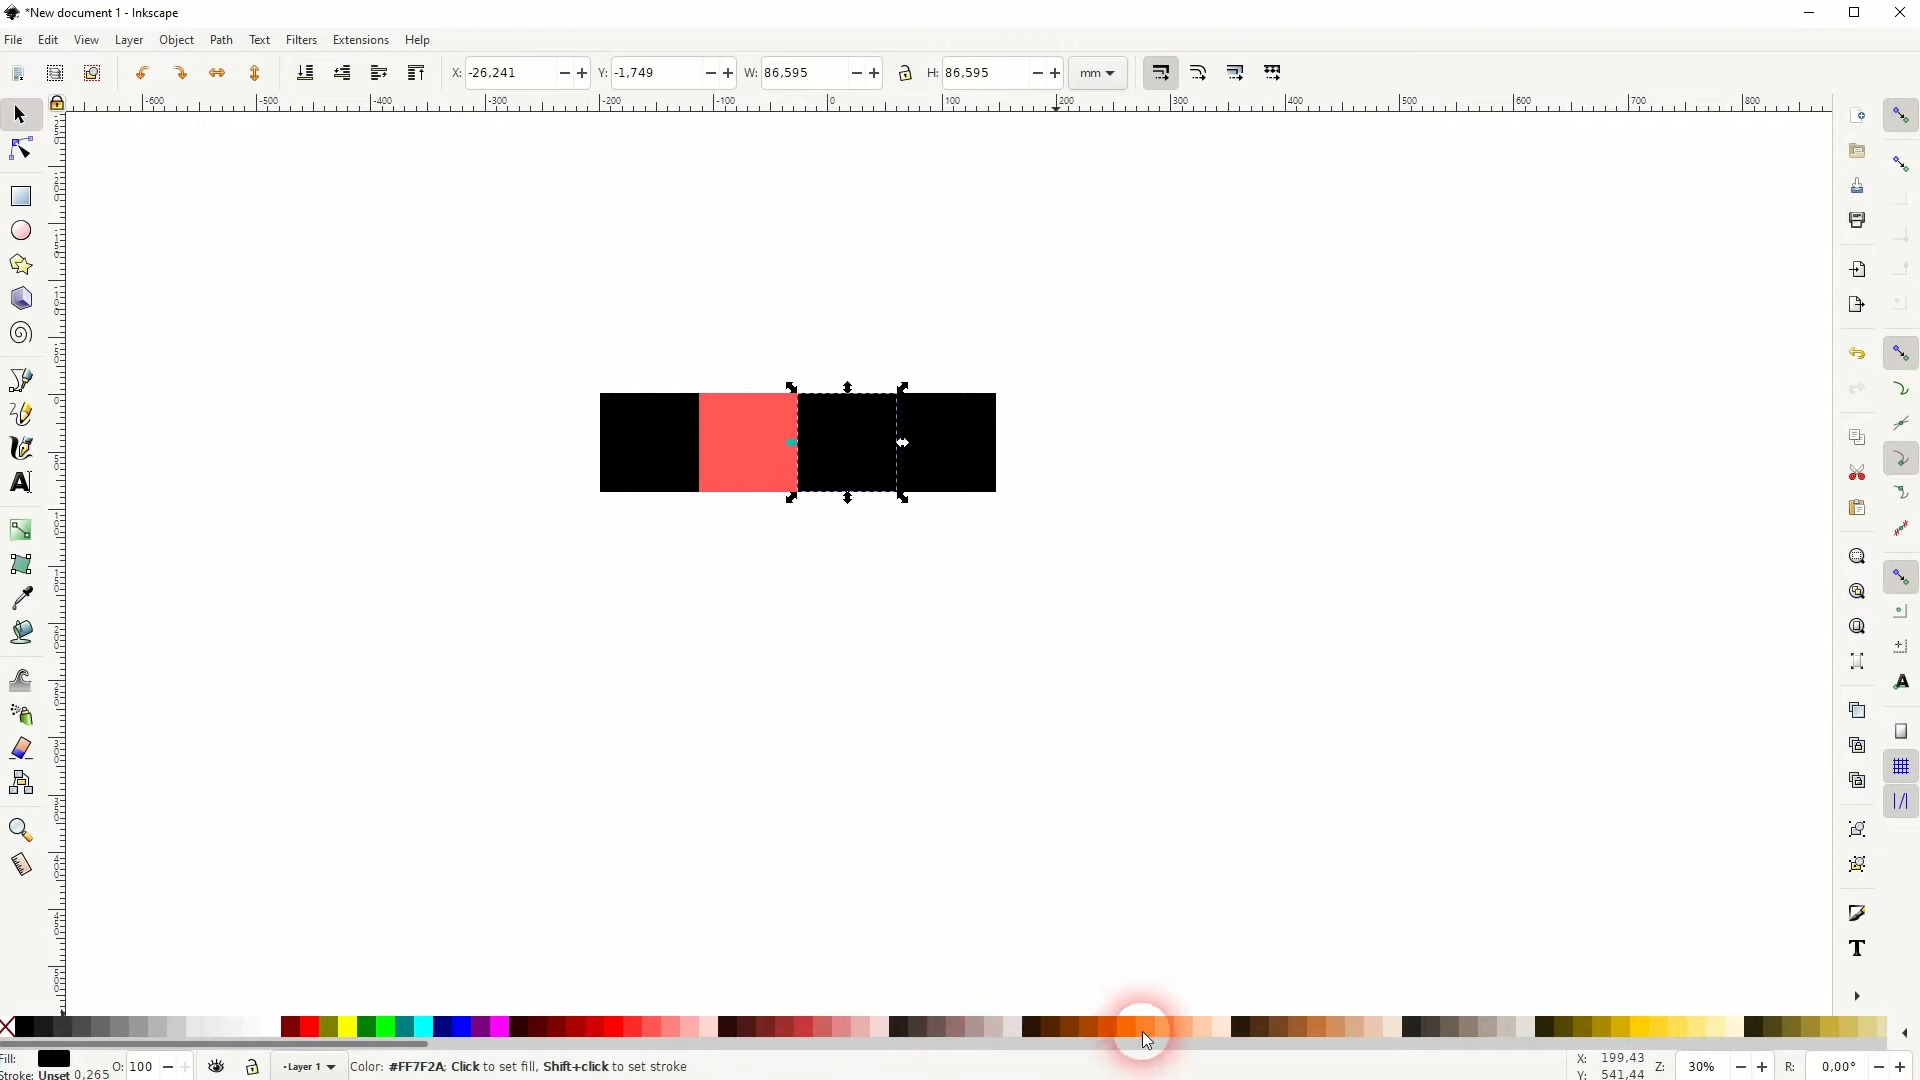 *New document 1 - Inkscape
File Edit View Layer Object Path Text Filters Extensions Help
X: -26,241 Y: -1,749 W: 86,595 H: 86,595 mm
-600 -500 -400 -300 -200 -100 0 100 200 300 400 500 600 700 800
Fill: O: 100 -Layer 1 Color: #FF7F2A; Click to set fill, Shift+click to set stroke X: 199,43 Z: 30% R: 0,00°
Stroke: Unset 0,265 Y: 541,44